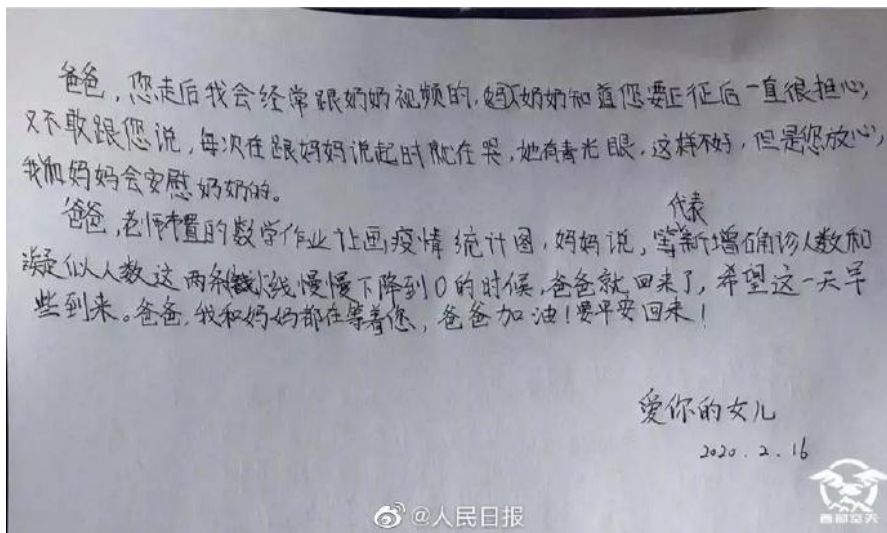 爸爸，您走后我会经常跟奶奶视频的，奶奶知道您要正征后一直很担心，
又不敢跟您说，每次在跟妈妈说起时就在哭，她有青光眼，这样不好，但是您放心，
我和妈妈会安慰奶奶的。
代表
爸爸，老师布置的数学作业让画疫情统计图，妈妈说，等新增确诊人数和
凝似人数这两条线慢慢下降到0的时候，爸爸就回来了，希望这一天早
些到来。爸爸，我和妈妈都在等着您，爸爸加油！要平安回来！
爱你的女儿
2020.2.16
@人民日报